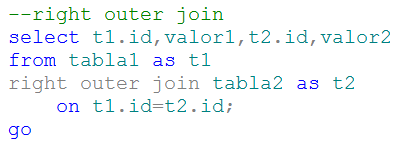 --right outer join
select t1.id,valor1,t2.id,valor2
from tabla1 as t1
right outer join tabla2 as t2
    on t1.id=t2.id;
go